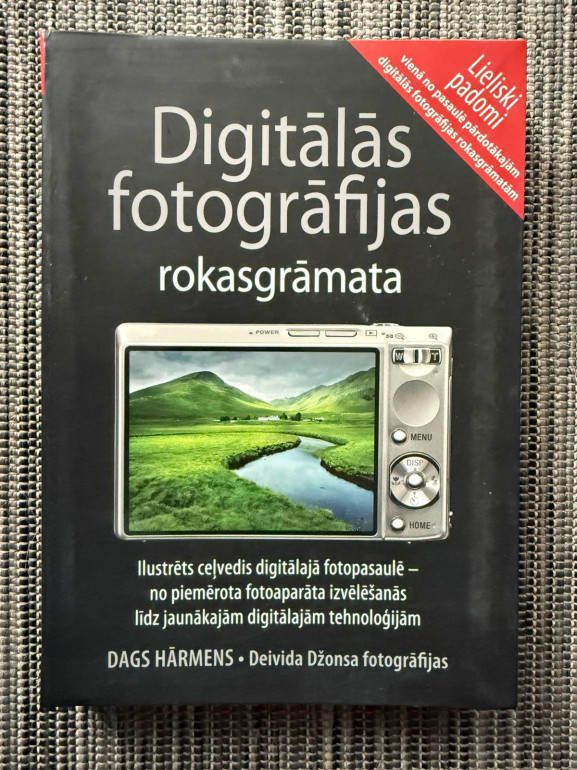 Lieliski
padomi
vienā no pasaulē pārdotākajām
digitālās fotogrāfijas rokasgrāmatām
Digitālās
fotogrāfijas
rokasgrāmata
POWER
W T
MENU
DISP
HOME
Ilustrēts ceļvedis digitālajā fotopasaulē –
no piemērota fotoaparāta izvēlēšanās
līdz jaunākajām digitālajām tehnoloģijām
DAGS HĀRMENS • Deivida Džonsa fotogrāfijas